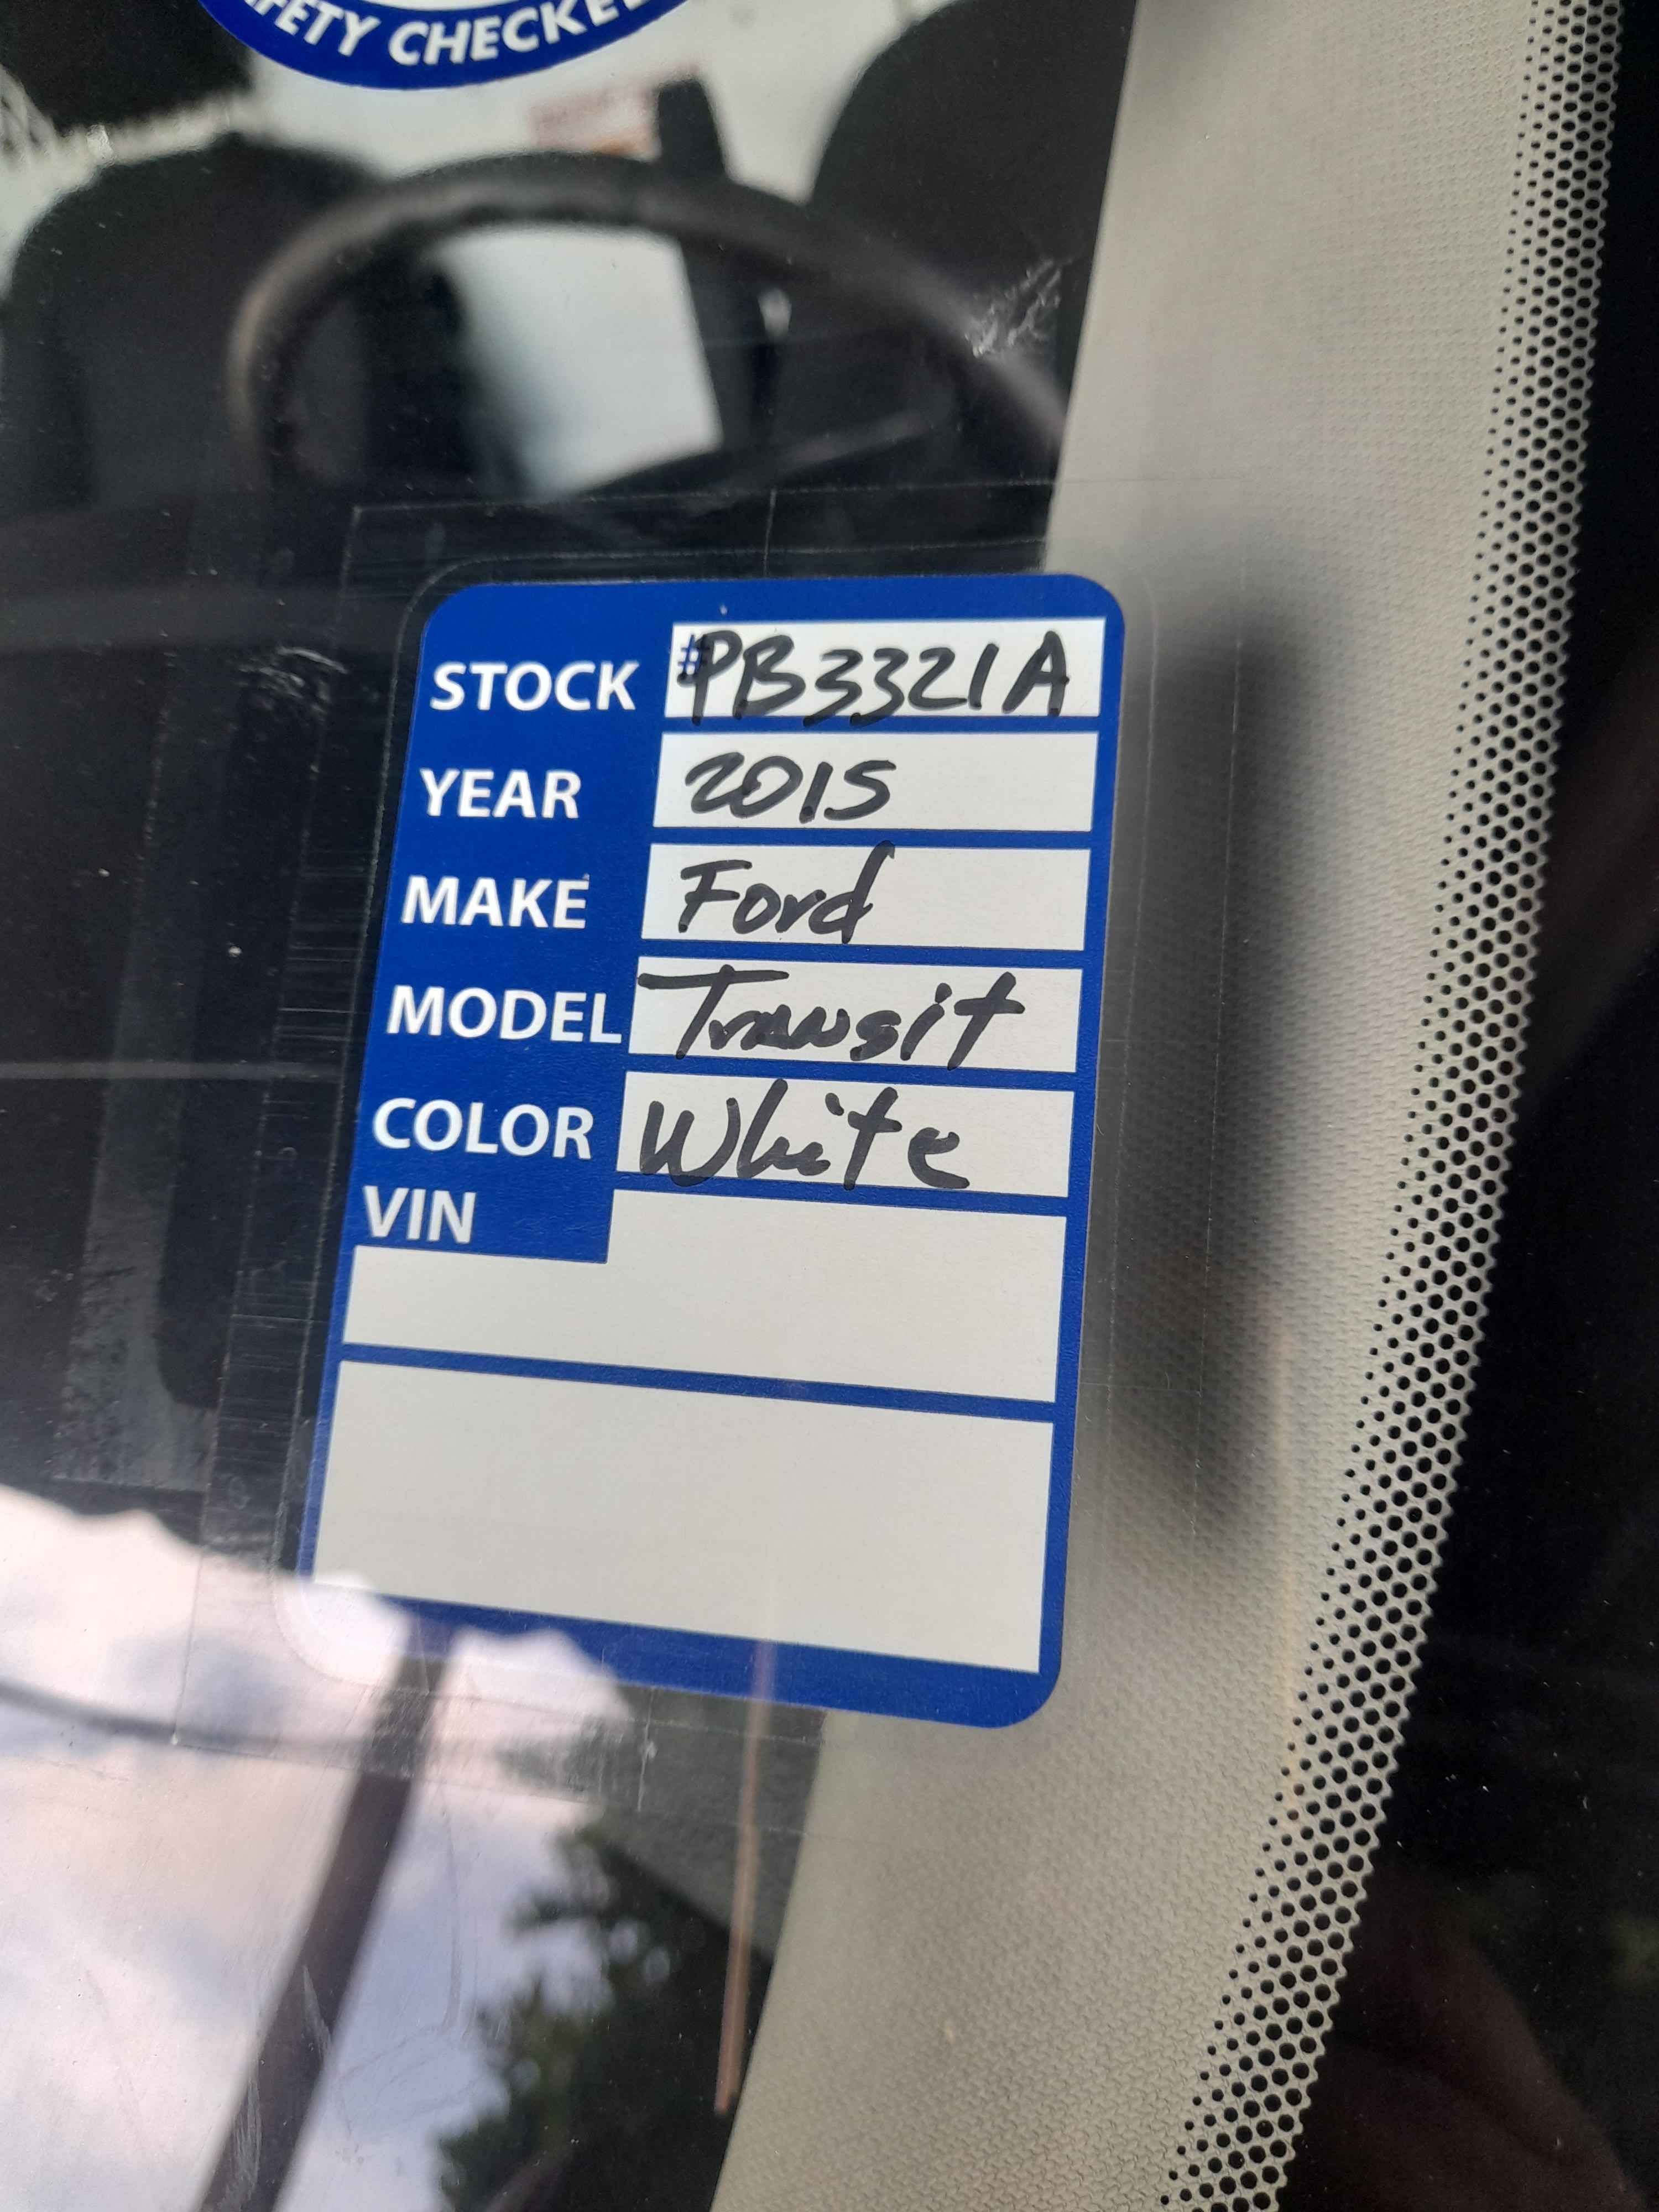 FETY CHECKE
STOCK #PB3321A
YEAR 2015
MAKE Ford
MODEL Transit
COLOR White
VIN